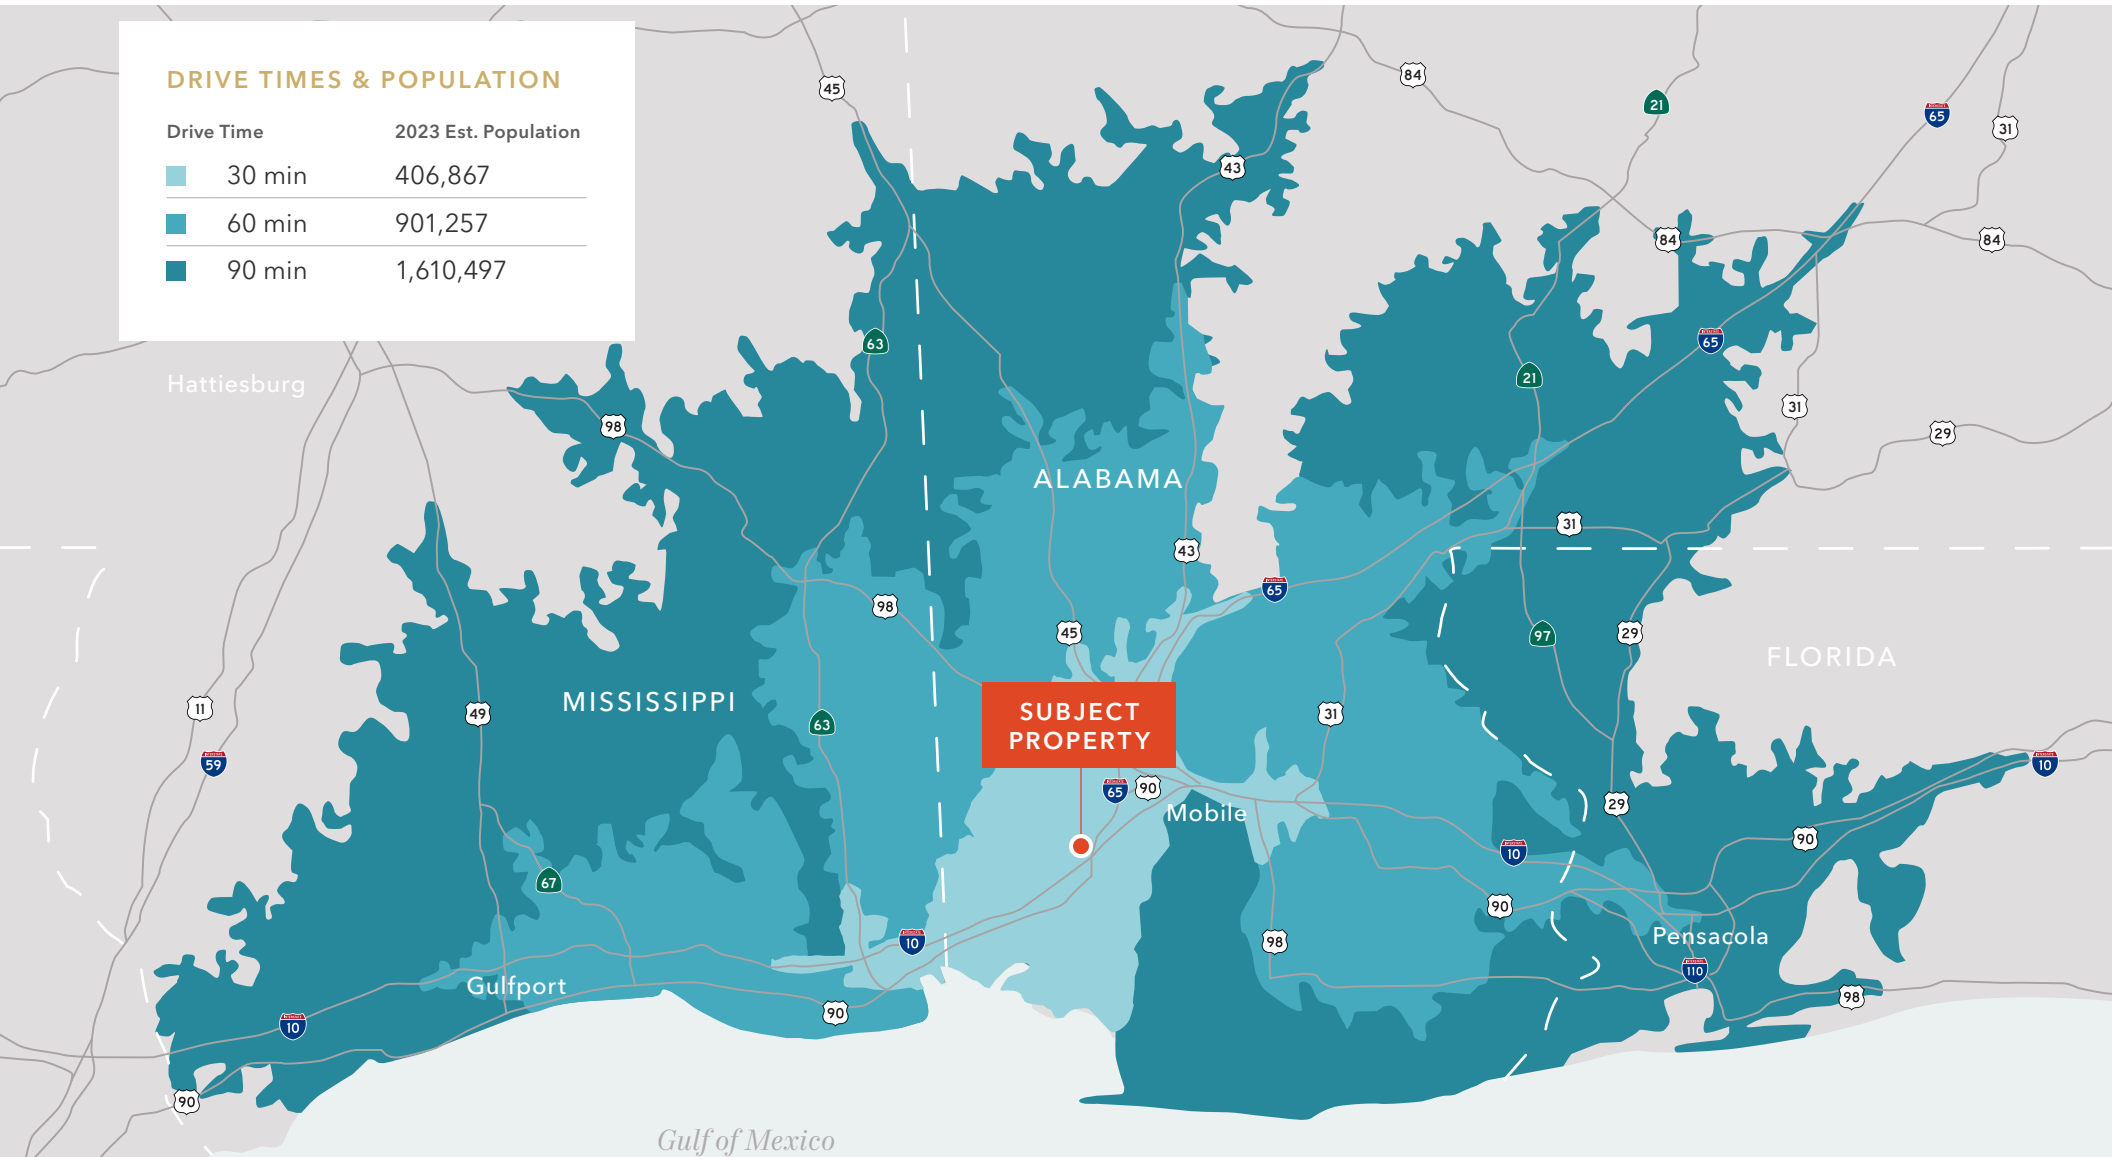 DRIVE TIMES & POPULATION
Drive Time 2023 Est. Population
30 min 406,867
60 min 901,257
90 min 1,610,497
45
84
21
65
31
43
84
84
63
65
Hattiesburg
21
31
98
29
ALABAMA
31
43
65
98
45
97
29
FLORIDA
MISSISSIPPI
11
49
63
SUBJECT
PROPERTY
31
59
10
65
90
Mobile
29
90
10
67
90
98
10
Pensacola
110
Gulfport
98
90
10
90
Gulf of Mexico